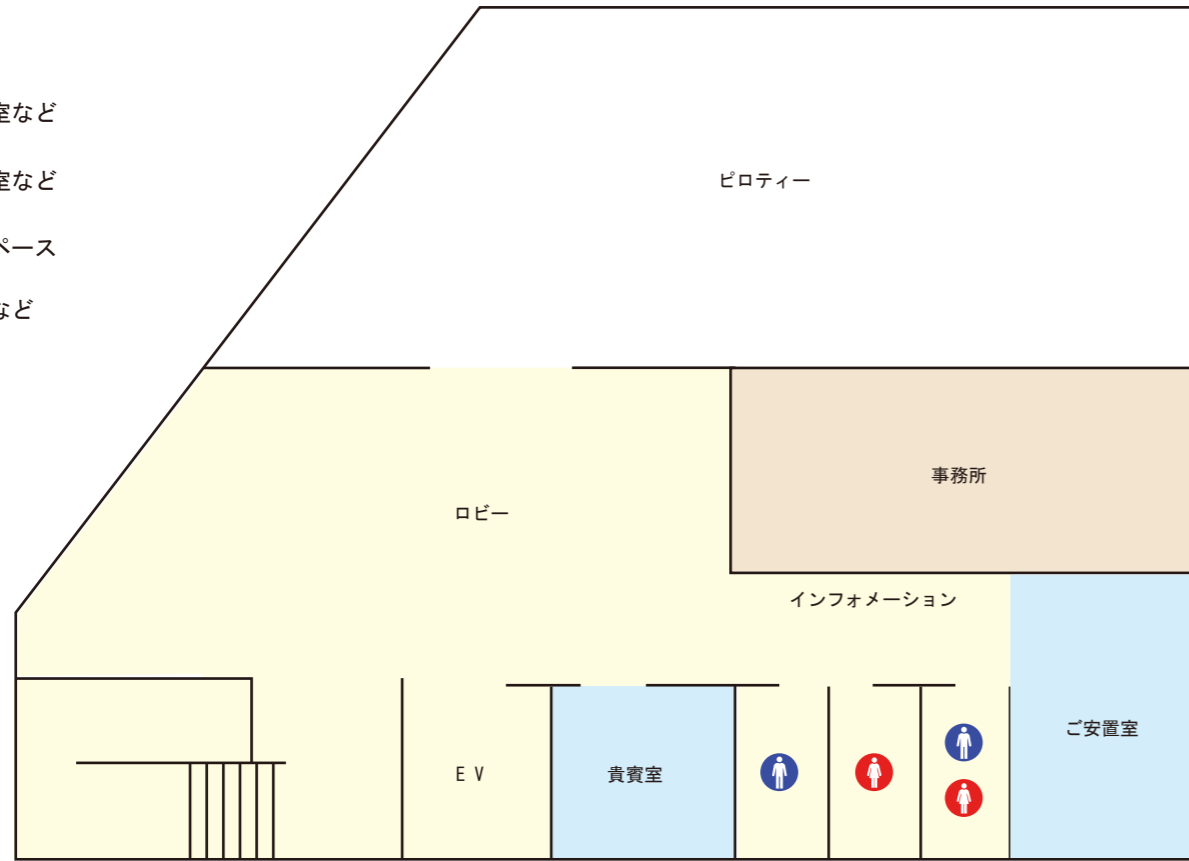 室など
室など
ペース
など
ピロティー
事務所
ロビー
インフォメーション
ＥＶ
貴賓室
ご安置室